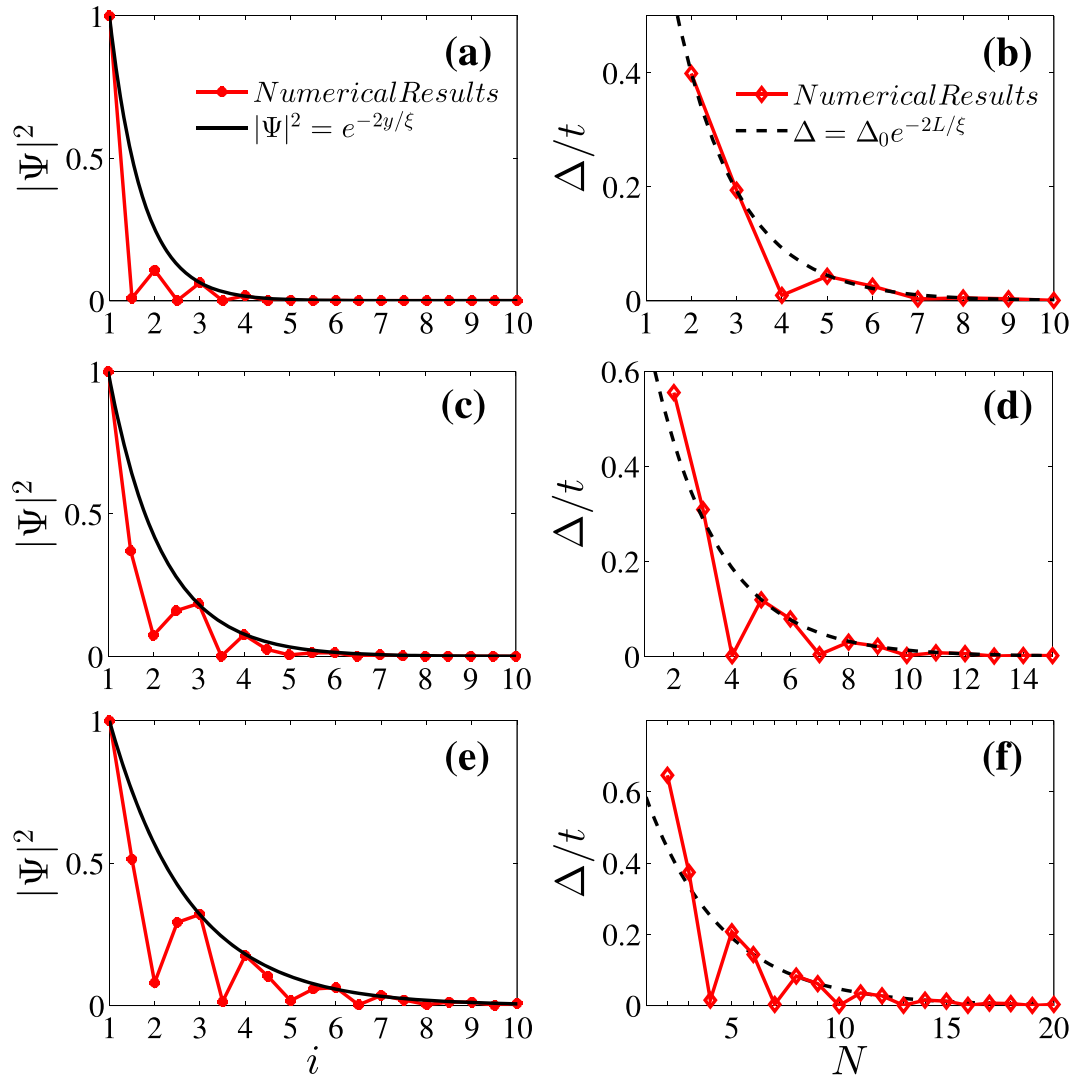 (a)
|Ψ|²
1
0.5
0
NumericalResults
|Ψ|² = e^{-2y/ξ}
1 2 3 4 5 6 7 8 9 10
(b)
Δ/t
0.4
0.2
0
NumericalResults
Δ = Δ₀e^{-2L/ξ}
1 2 3 4 5 6 7 8 9 10
(c)
|Ψ|²
1
0.5
0
1 2 3 4 5 6 7 8 9 10
(d)
Δ/t
0.6
0.4
0.2
0
2 4 6 8 10 12 14
(e)
|Ψ|²
1
0.5
0
1 2 3 4 5 6 7 8 9 10
i
(f)
Δ/t
0.6
0.4
0.2
0
5 10 15 20
N